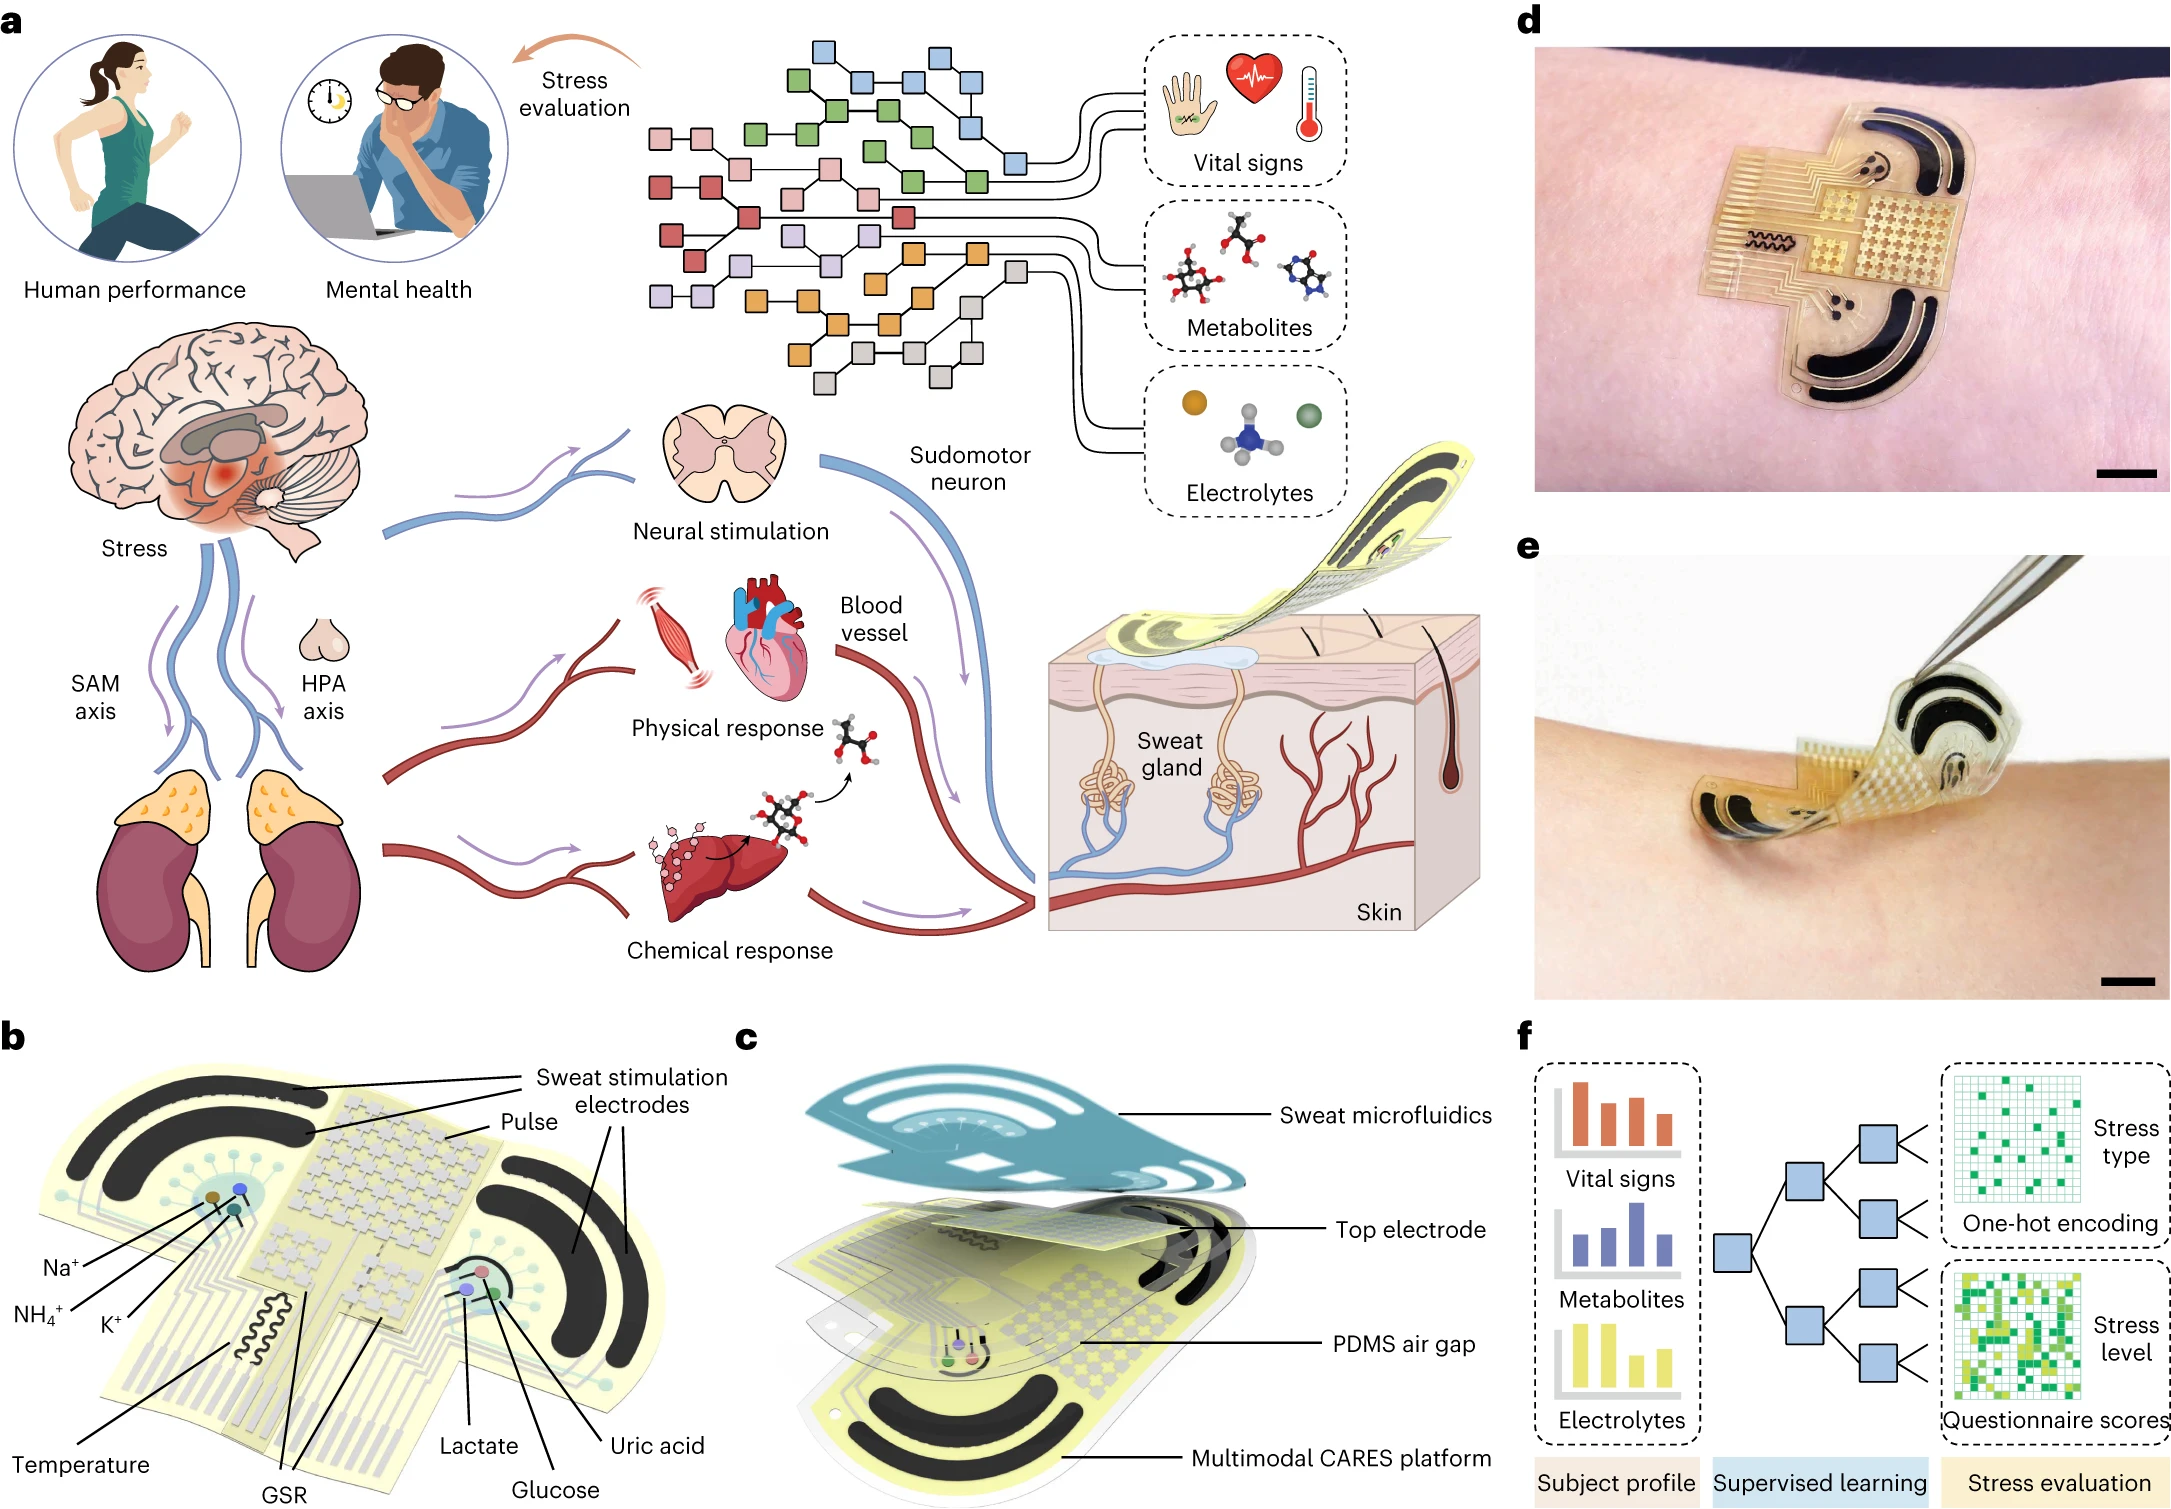 a
Stress
evaluation
Human performance
Mental health
Vital signs
Metabolites
Electrolytes
Stress
SAM
axis
HPA
axis
Neural stimulation
Sudomotor
neuron
Physical response
Blood
vessel
Chemical response
Sweat
gland
Skin
b
Sweat stimulation
electrodes
Pulse
Na⁺
NH₄⁺
K⁺
Temperature
GSR
Lactate
Glucose
Uric acid
c
Sweat microfluidics
Top electrode
PDMS air gap
Multimodal CARES platform
d
e
f
Vital signs
Metabolites
Electrolytes
Stress
type
One-hot encoding
Stress
level
Questionnaire scores
Subject profile
Supervised learning
Stress evaluation